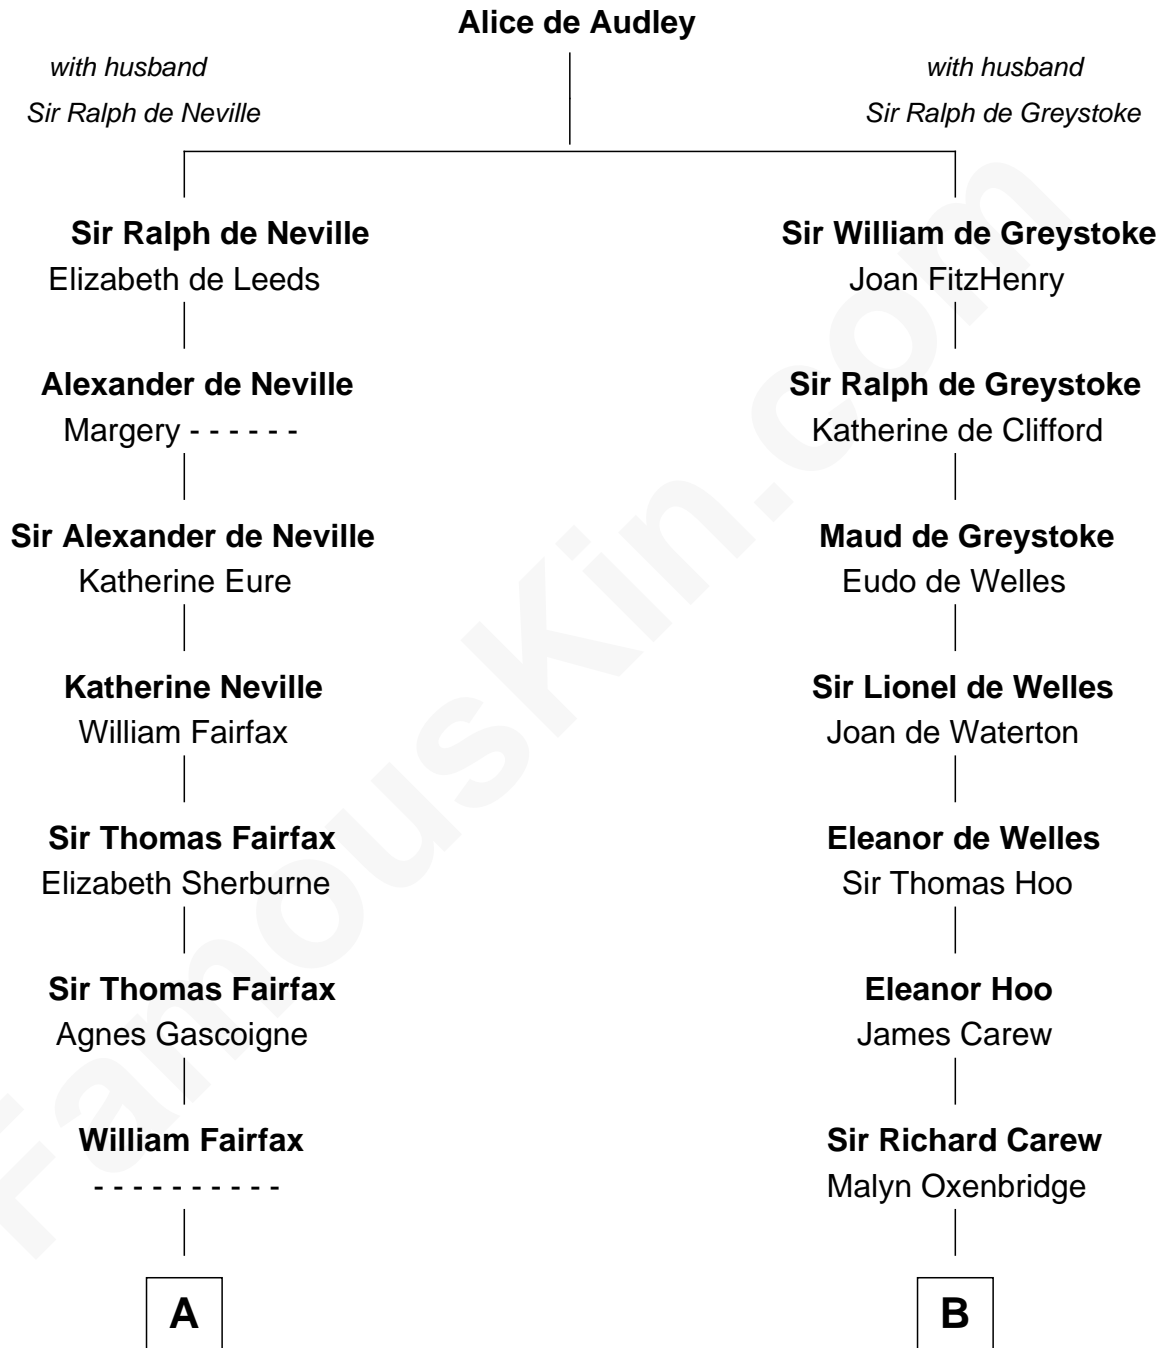 Alice de Audley
with husband
Sir Ralph de Neville
with husband
Sir Ralph de Greystoke
Sir Ralph de Neville
Elizabeth de Leeds
Sir William de Greystoke
Joan FitzHenry
Alexander de Neville
Margery - - - - - -
Sir Ralph de Greystoke
Katherine de Clifford
Sir Alexander de Neville
Katherine Eure
Maud de Greystoke
Eudo de Welles
Katherine Neville
William Fairfax
Sir Lionel de Welles
Joan de Waterton
Sir Thomas Fairfax
Elizabeth Sherburne
Eleanor de Welles
Sir Thomas Hoo
Sir Thomas Fairfax
Agnes Gascoigne
Eleanor Hoo
James Carew
William Fairfax
- - - - - - - - - -
Sir Richard Carew
Malyn Oxenbridge
A
B
FamousKin.com